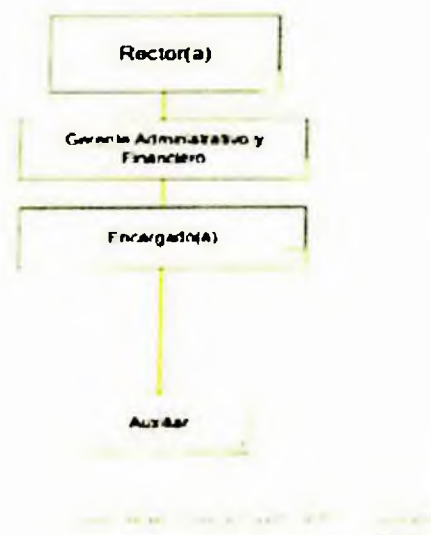 Rector(a)
Gerente Administrativo y
Financiero
Encargado(a)
Auxiliar